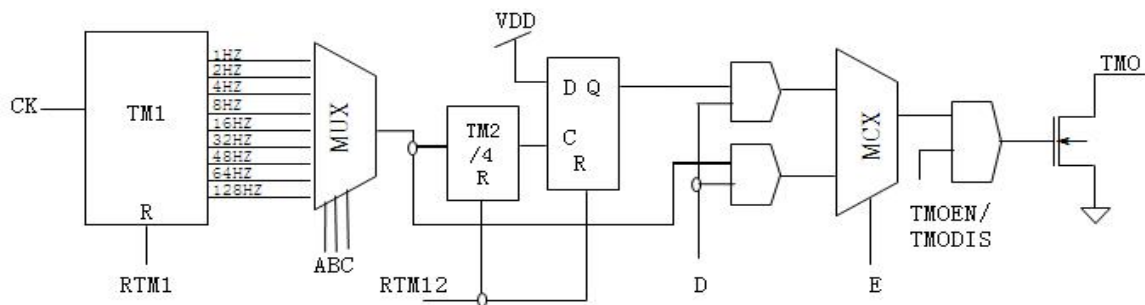 VDD
TMO
1HZ
2HZ
4HZ
8HZ
16HZ
32HZ
48HZ
64HZ
128HZ
CK
TM1
R
RTM1
MUX
ABC
TM2
/4
R
D Q
C
R
RTM12
D
MCX
E
TMOEN/
TMODIS